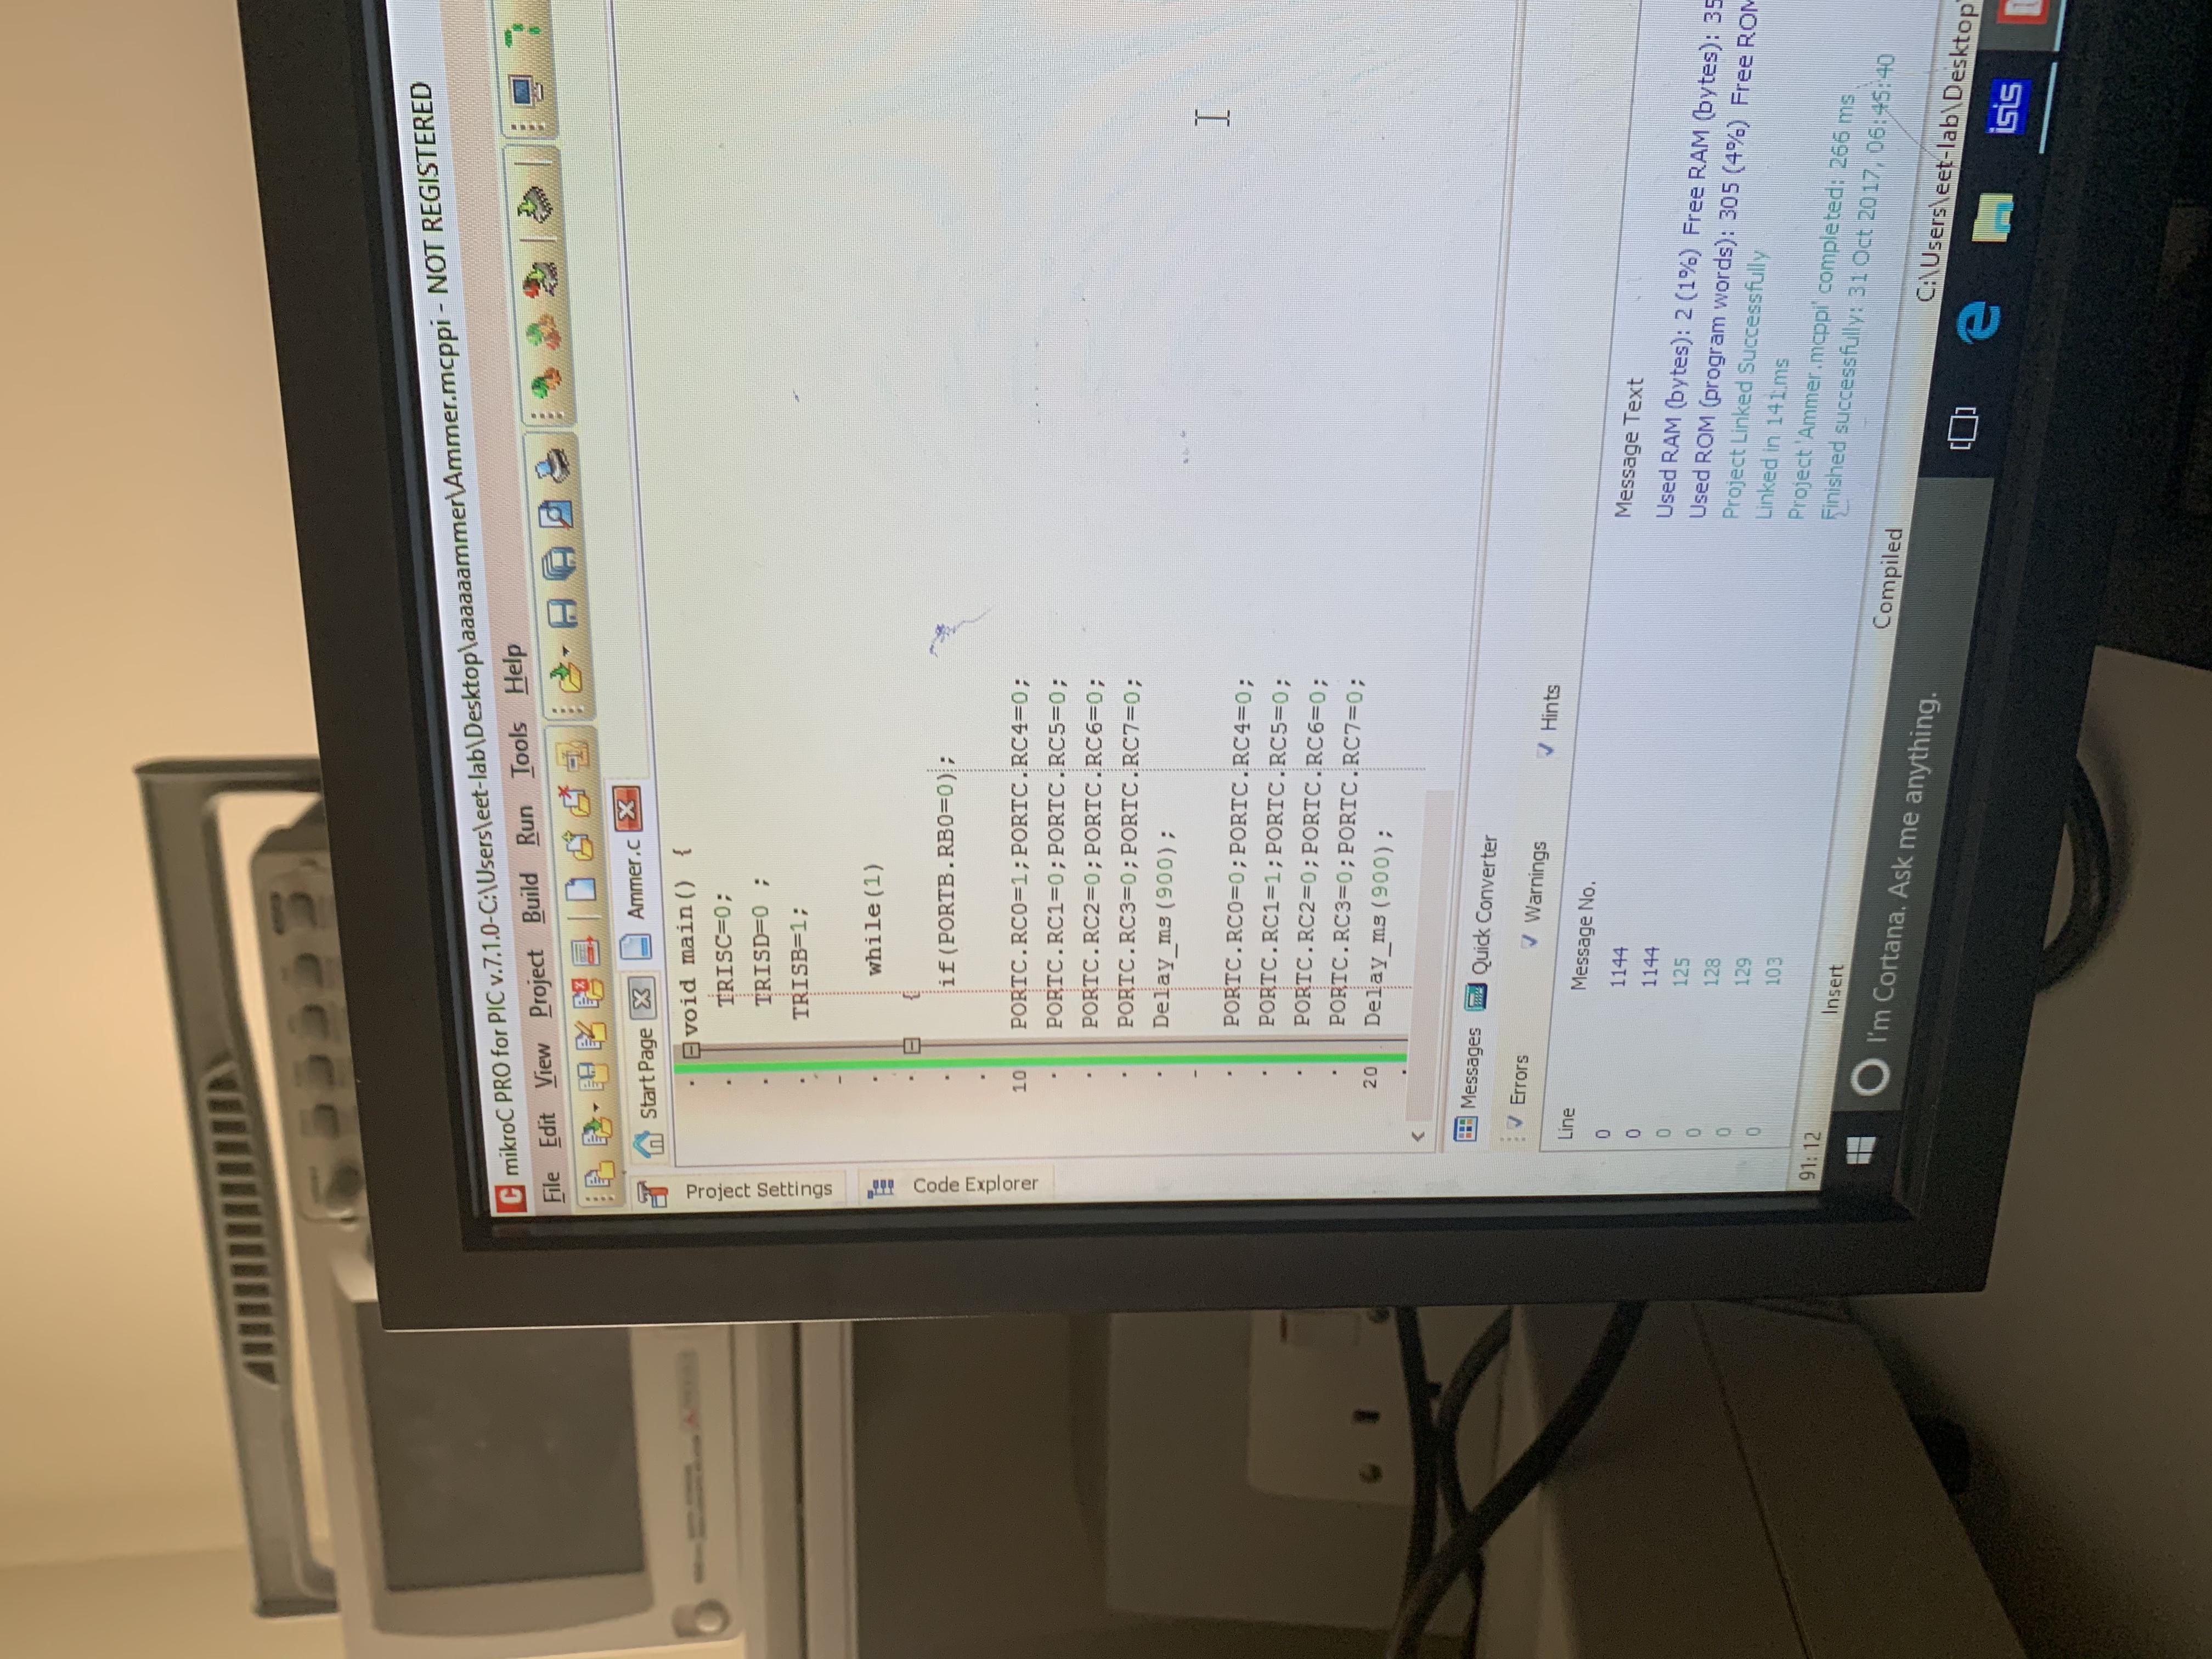 mikroC PRO for PIC v.7.1.0-C:\Users\eet-lab\Desktop\aaaaaammer\Ammer.mcppi - NOT REGISTERED
File Edit View Project Build Run Tools Help
Start Page Ammer.c
Project Settings
Code Explorer
void main() {
TRISC=0;
TRISD=0 ;
TRISB=1;
while(1)
{
if(PORTB.RB0=0);
10 PORTC.RC0=1;PORTC.RC4=0;
PORTC.RC1=0;PORTC.RC5=0;
PORTC.RC2=0;PORTC.RC6=0;
PORTC.RC3=0;PORTC.RC7=0;
Delay_ms(900);
PORTC.RC0=0;PORTC.RC4=0;
PORTC.RC1=1;PORTC.RC5=0;
PORTC.RC2=0;PORTC.RC6=0;
PORTC.RC3=0;PORTC.RC7=0;
20 Delay_ms(900);
Messages Quick Converter
Errors Warnings Hints
Line Message No. Message Text
0 1144 Used RAM (bytes): 2 (1%) Free RAM (bytes): 35
0 1144 Used ROM (program words): 305 (4%) Free ROM
0 125 Project Linked Successfully
0 128 Linked in 141 ms
0 129 Project 'Ammer.mcppi' completed: 266 ms
0 103 Finished successfully: 31 Oct 2017, 06:45:40
91: 12 Insert Compiled C:\Users\eet-lab\Desktop\
I'm Cortana. Ask me anything.
isis